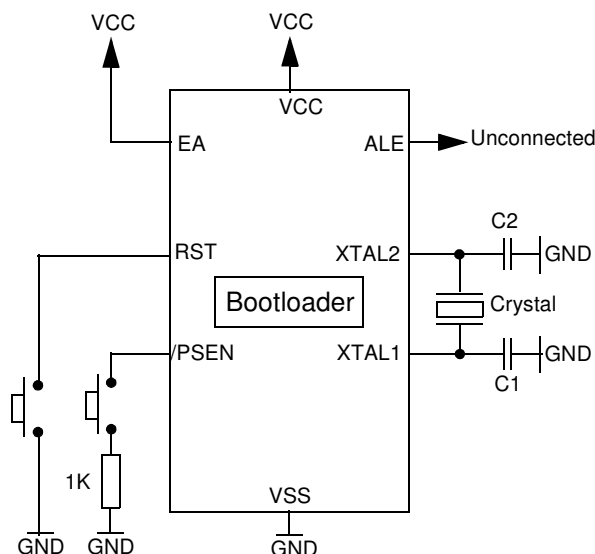 VCC
VCC
VCC
EA
ALE
Unconnected
C2
RST
XTAL2
GND
Bootloader
Crystal
/PSEN
XTAL1
GND
C1
1K
VSS
GND
GND
GND